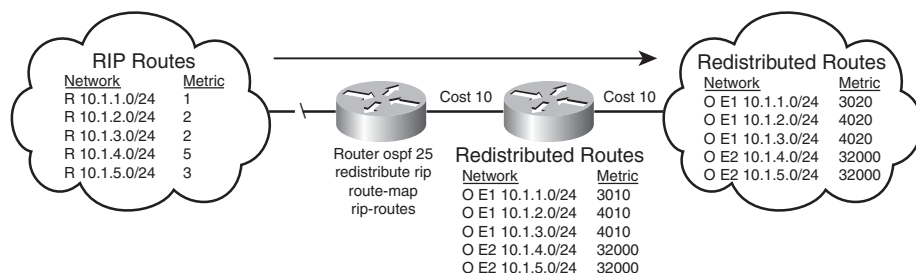 RIP Routes
Network Metric
R 10.1.1.0/24 1
R 10.1.2.0/24 2
R 10.1.3.0/24 2
R 10.1.4.0/24 5
R 10.1.5.0/24 3
Cost 10
Cost 10
Router ospf 25
redistribute rip
route-map
rip-routes
Redistributed Routes
Network Metric
O E1 10.1.1.0/24 3010
O E1 10.1.2.0/24 4010
O E1 10.1.3.0/24 4010
O E2 10.1.4.0/24 32000
O E2 10.1.5.0/24 32000
Redistributed Routes
Network Metric
O E1 10.1.1.0/24 3020
O E1 10.1.2.0/24 4020
O E1 10.1.3.0/24 4020
O E2 10.1.4.0/24 32000
O E2 10.1.5.0/24 32000